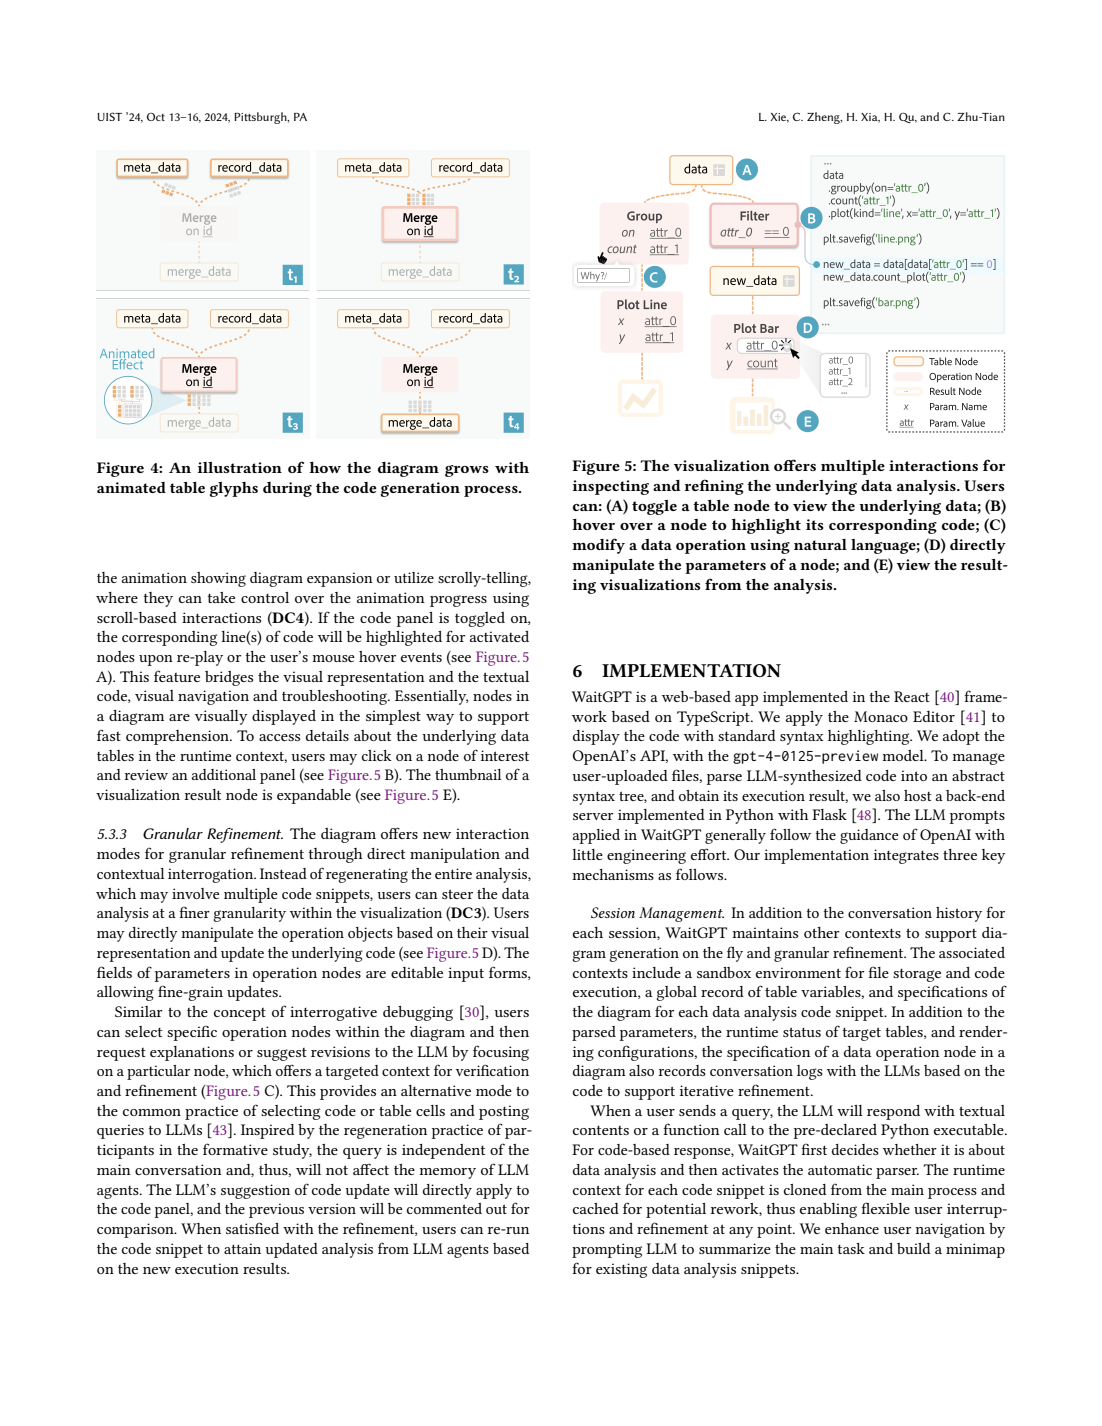 UIST ’24, Oct 13–16, 2024, Pittsburgh, PA
L. Xie, C. Zheng, H. Xia, H. Qu, and C. Zhu-Tian
meta_data
record_data
Merge
on id
merge_data
t1
meta_data
record_data
Merge
on id
merge_data
t2
meta_data
record_data
Animated
Effect
Merge
on id
merge_data
t3
meta_data
record_data
Merge
on id
merge_data
t4
Figure 4: An illustration of how the diagram grows with
animated table glyphs during the code generation process.
the animation showing diagram expansion or utilize scrolly-telling,
where they can take control over the animation progress using
scroll-based interactions (DC4). If the code panel is toggled on,
the corresponding line(s) of code will be highlighted for activated
nodes upon re-play or the user’s mouse hover events (see Figure. 5
A). This feature bridges the visual representation and the textual
code, visual navigation and troubleshooting. Essentially, nodes in
a diagram are visually displayed in the simplest way to support
fast comprehension. To access details about the underlying data
tables in the runtime context, users may click on a node of interest
and review an additional panel (see Figure. 5 B). The thumbnail of a
visualization result node is expandable (see Figure. 5 E).
5.3.3 Granular Refinement. The diagram offers new interaction
modes for granular refinement through direct manipulation and
contextual interrogation. Instead of regenerating the entire analysis,
which may involve multiple code snippets, users can steer the data
analysis at a finer granularity within the visualization (DC3). Users
may directly manipulate the operation objects based on their visual
representation and update the underlying code (see Figure. 5 D). The
fields of parameters in operation nodes are editable input forms,
allowing fine-grain updates.
Similar to the concept of interrogative debugging [30], users
can select specific operation nodes within the diagram and then
request explanations or suggest revisions to the LLM by focusing
on a particular node, which offers a targeted context for verification
and refinement (Figure. 5 C). This provides an alternative mode to
the common practice of selecting code or table cells and posting
queries to LLMs [43]. Inspired by the regeneration practice of par-
ticipants in the formative study, the query is independent of the
main conversation and, thus, will not affect the memory of LLM
agents. The LLM’s suggestion of code update will directly apply to
the code panel, and the previous version will be commented out for
comparison. When satisfied with the refinement, users can re-run
the code snippet to attain updated analysis from LLM agents based
on the new execution results.
data
A
Group
on attr_0
count attr_1
Filter
attr_0 == 0
B
Why?/
C
new_data
Plot Line
x attr_0
y attr_1
Plot Bar
x attr_0
y count
D
E
...
data
.groupby(on='attr_0')
.count('attr_1')
.plot(kind='line', x='attr_0', y='attr_1')
plt.savefig('line.png')
new_data = data[data['attr_0'] == 0]
new_data.count_plot('attr_0')
plt.savefig('bar.png')
...
attr_0
attr_1
attr_2
...
Table Node
Operation Node
Result Node
x Param. Name
attr Param. Value
Figure 5: The visualization offers multiple interactions for
inspecting and refining the underlying data analysis. Users
can: (A) toggle a table node to view the underlying data; (B)
hover over a node to highlight its corresponding code; (C)
modify a data operation using natural language; (D) directly
manipulate the parameters of a node; and (E) view the result-
ing visualizations from the analysis.
6 IMPLEMENTATION
WaitGPT is a web-based app implemented in the React [40] frame-
work based on TypeScript. We apply the Monaco Editor [41] to
display the code with standard syntax highlighting. We adopt the
OpenAI’s API, with the gpt-4-0125-preview model. To manage
user-uploaded files, parse LLM-synthesized code into an abstract
syntax tree, and obtain its execution result, we also host a back-end
server implemented in Python with Flask [48]. The LLM prompts
applied in WaitGPT generally follow the guidance of OpenAI with
little engineering effort. Our implementation integrates three key
mechanisms as follows.
Session Management. In addition to the conversation history for
each session, WaitGPT maintains other contexts to support dia-
gram generation on the fly and granular refinement. The associated
contexts include a sandbox environment for file storage and code
execution, a global record of table variables, and specifications of
the diagram for each data analysis code snippet. In addition to the
parsed parameters, the runtime status of target tables, and render-
ing configurations, the specification of a data operation node in a
diagram also records conversation logs with the LLMs based on the
code to support iterative refinement.
When a user sends a query, the LLM will respond with textual
contents or a function call to the pre-declared Python executable.
For code-based response, WaitGPT first decides whether it is about
data analysis and then activates the automatic parser. The runtime
context for each code snippet is cloned from the main process and
cached for potential rework, thus enabling flexible user interrup-
tions and refinement at any point. We enhance user navigation by
prompting LLM to summarize the main task and build a minimap
for existing data analysis snippets.